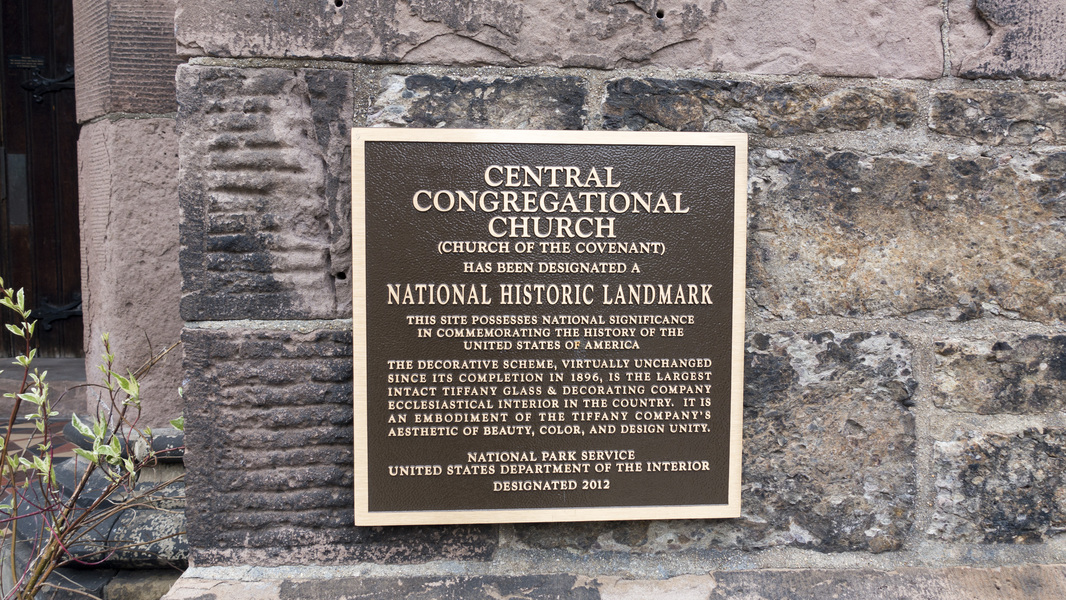 CENTRAL
CONGREGATIONAL
CHURCH
(CHURCH OF THE COVENANT)
HAS BEEN DESIGNATED A
NATIONAL HISTORIC LANDMARK
THIS SITE POSSESSES NATIONAL SIGNIFICANCE
IN COMMEMORATING THE HISTORY OF THE
UNITED STATES OF AMERICA
THE DECORATIVE SCHEME, VIRTUALLY UNCHANGED
SINCE ITS COMPLETION IN 1896, IS THE LARGEST
INTACT TIFFANY GLASS & DECORATING COMPANY
ECCLESIASTICAL INTERIOR IN THE COUNTRY. IT IS
AN EMBODIMENT OF THE TIFFANY COMPANY'S
AESTHETIC OF BEAUTY, COLOR, AND DESIGN UNITY.
NATIONAL PARK SERVICE
UNITED STATES DEPARTMENT OF THE INTERIOR
DESIGNATED 2012